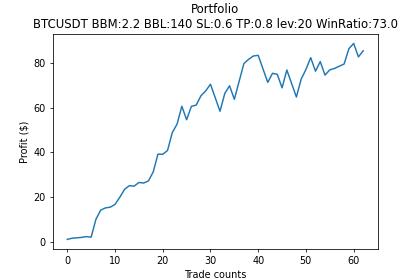 Portfolio
BTCUSDT BBM:2.2 BBL:140 SL:0.6 TP:0.8 lev:20 WinRatio:73.0
Profit ($)
80
60
40
20
0
0 10 20 30 40 50 60
Trade counts